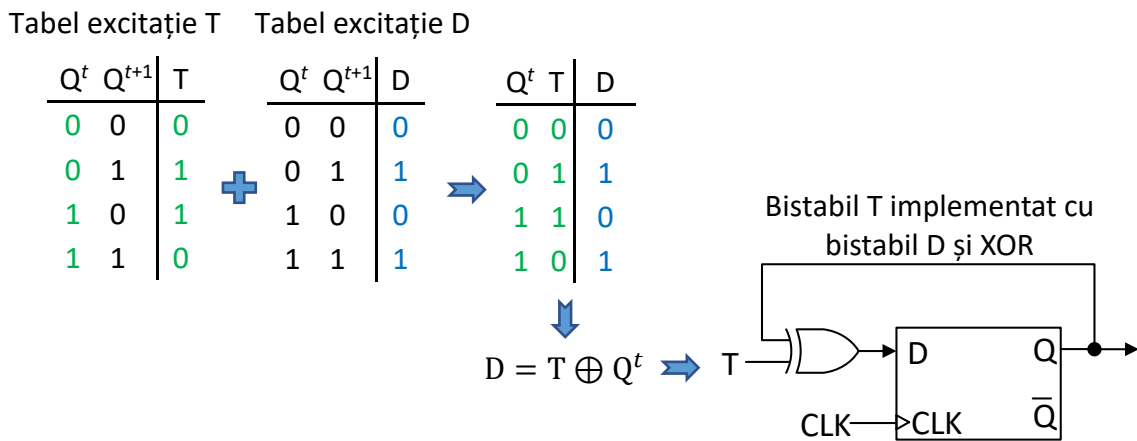 Tabel excitație T
Tabel excitație D
Qᵗ Qᵗ⁺¹ T
0 0 0
0 1 1
1 0 1
1 1 0
Qᵗ Qᵗ⁺¹ D
0 0 0
0 1 1
1 0 0
1 1 1
Qᵗ T D
0 0 0
0 1 1
1 1 0
1 0 1
D = T ⊕ Qᵗ
Bistabil T implementat cu
bistabil D și XOR
T
D Q
CLK CLK Q̅